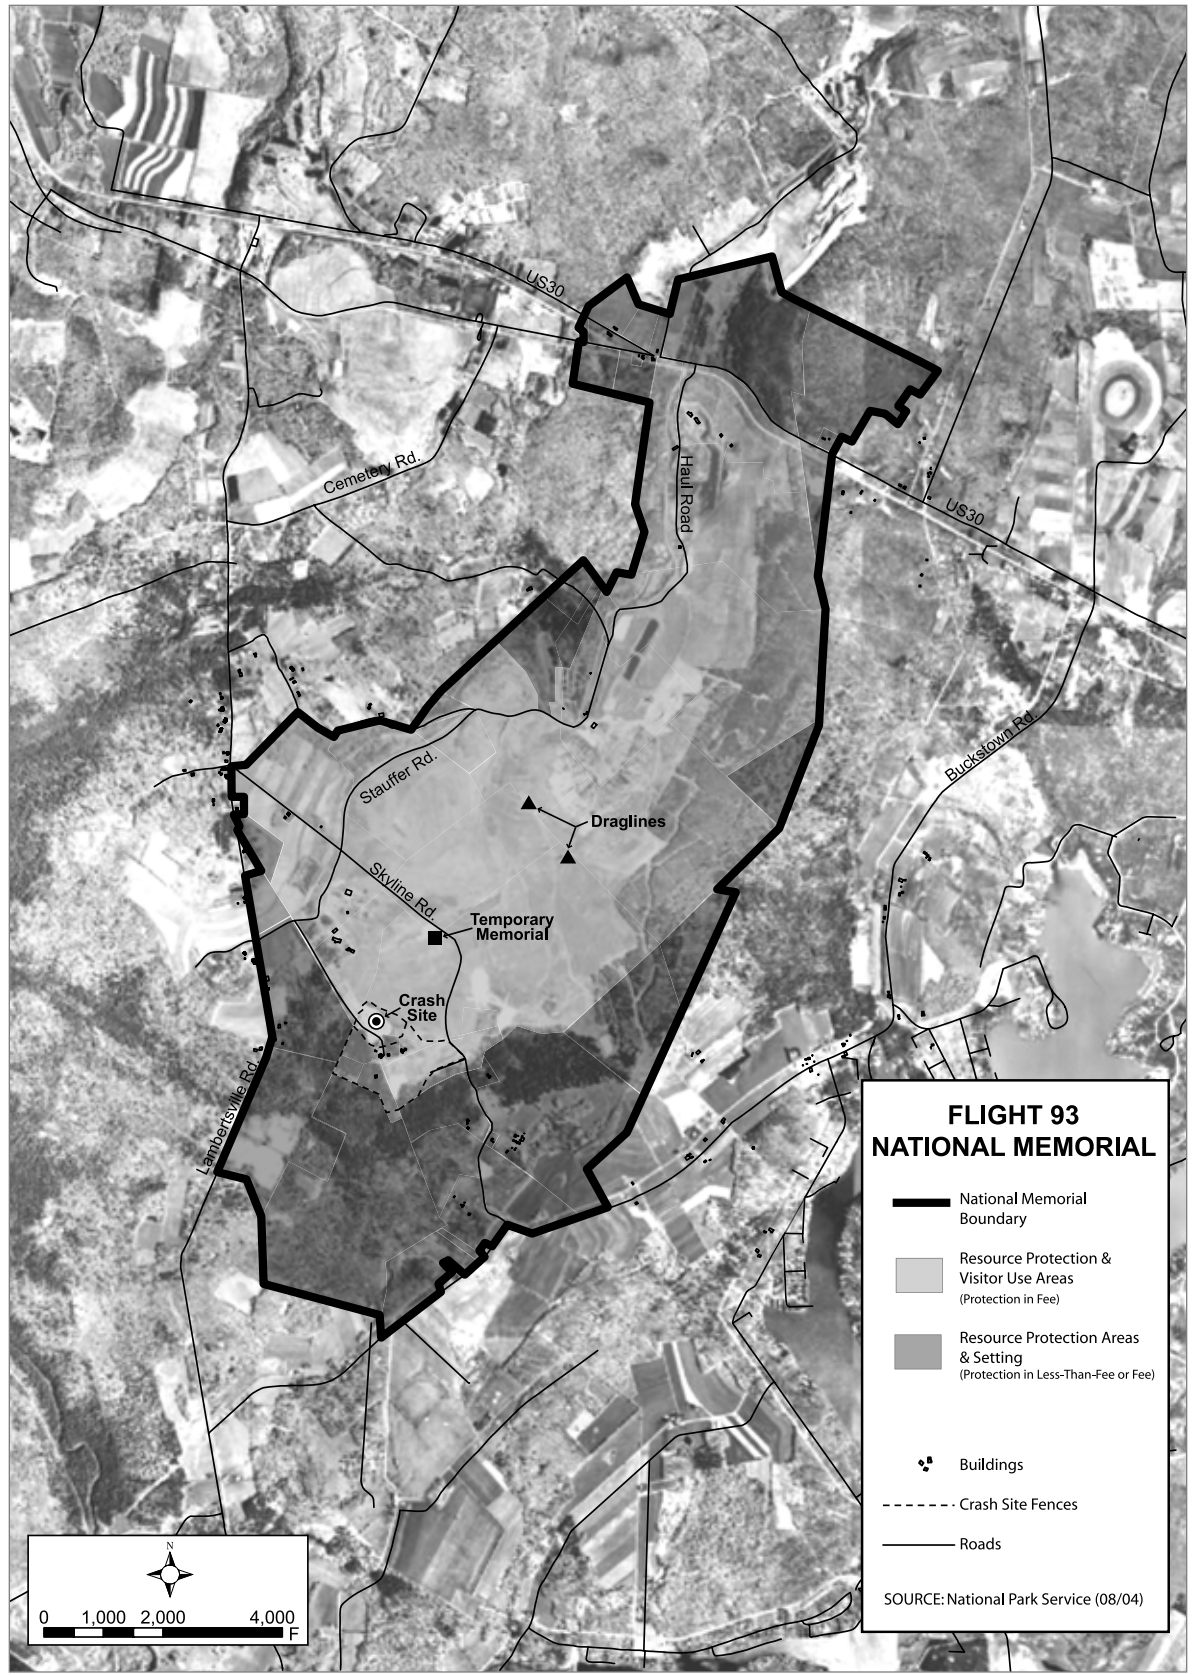 US30
Cemetery Rd.
Haul Road
US30
Buckstown Rd.
Stauffer Rd.
Draglines
Skyline Rd.
Temporary
Memorial
Crash
Site
Lambertsville Rd.
FLIGHT 93
NATIONAL MEMORIAL
National Memorial
Boundary
Resource Protection &
Visitor Use Areas
(Protection in Fee)
Resource Protection Areas
& Setting
(Protection in Less-Than-Fee or Fee)
Buildings
Crash Site Fences
Roads
SOURCE: National Park Service (08/04)
N
0 1,000 2,000 4,000
F